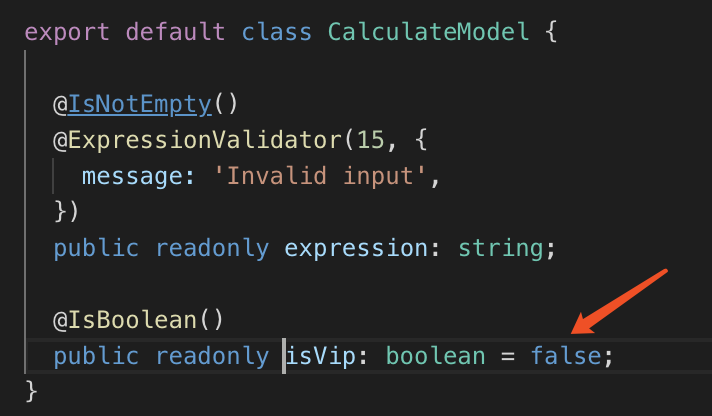 export default class CalculateModel {
@IsNotEmpty()
@ExpressionValidator(15, {
message: 'Invalid input',
})
public readonly expression: string;
@IsBoolean()
public readonly isVip: boolean = false;
}